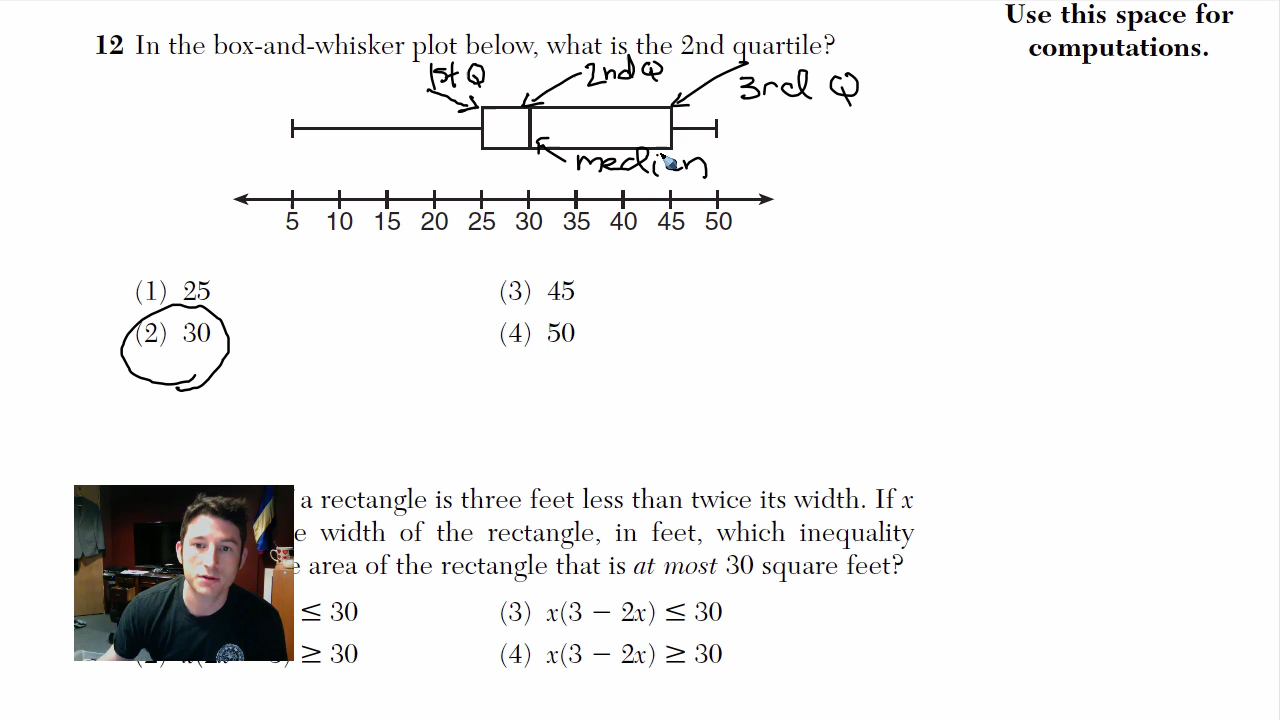 Use this space for
computations.
12 In the box-and-whisker plot below, what is the 2nd quartile?
1st Q
2nd Q
3rd Q
median
5 10 15 20 25 30 35 40 45 50
(1) 25 (3) 45
(2) 30 (4) 50
a rectangle is three feet less than twice its width. If x
width of the rectangle, in feet, which inequality
area of the rectangle that is at most 30 square feet?
≤ 30 (3) x(3 − 2x) ≤ 30
≥ 30 (4) x(3 − 2x) ≥ 30